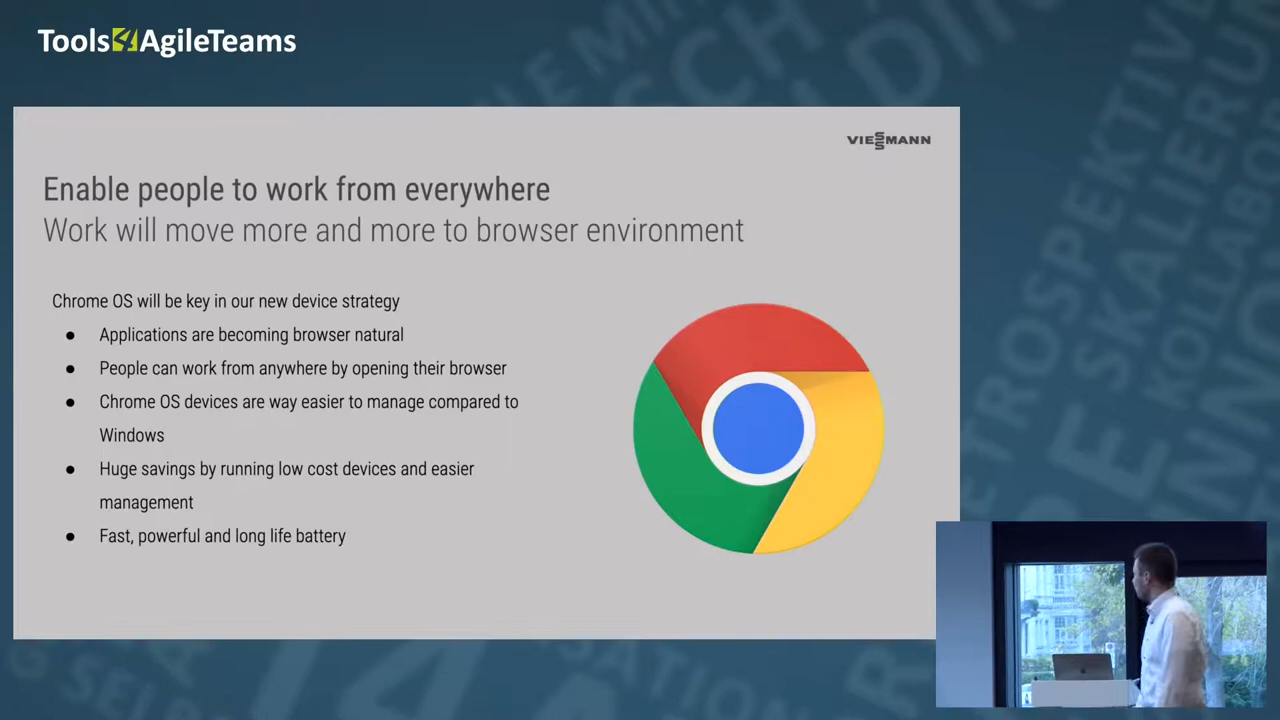 Tools4AgileTeams
VIESSMANN
Enable people to work from everywhere
Work will move more and more to browser environment
Chrome OS will be key in our new device strategy
● Applications are becoming browser natural
● People can work from anywhere by opening their browser
● Chrome OS devices are way easier to manage compared to
Windows
● Huge savings by running low cost devices and easier
management
● Fast, powerful and long life battery